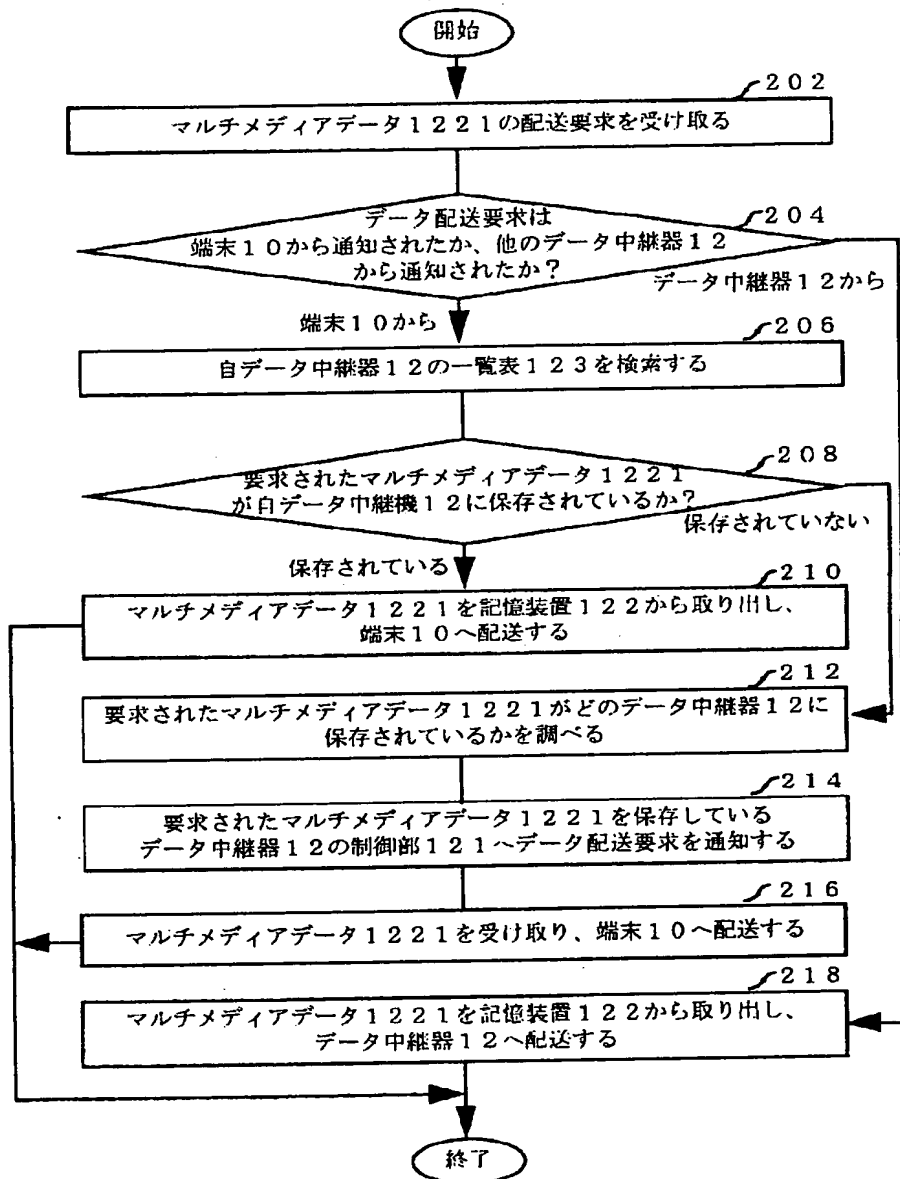 開始
202
マルチメディアデータ1221の配送要求を受け取る
データ配送要求は
204
端末10から通知されたか、他のデータ中継器12
から通知されたか?
データ中継器12から
端末10から
206
自データ中継器12の一覧表123を検索する
208
要求されたマルチメディアデータ1221
が自データ中継機12に保存されているか?
保存されていない
保存されている
210
マルチメディアデータ1221を記憶装置122から取り出し、
端末10へ配送する
212
要求されたマルチメディアデータ1221がどのデータ中継器12に
保存されているかを調べる
214
要求されたマルチメディアデータ1221を保存している
データ中継器12の制御部121へデータ配送要求を通知する
216
マルチメディアデータ1221を受け取り、端末10へ配送する
218
マルチメディアデータ1221を記憶装置122から取り出し、
データ中継器12へ配送する
終了